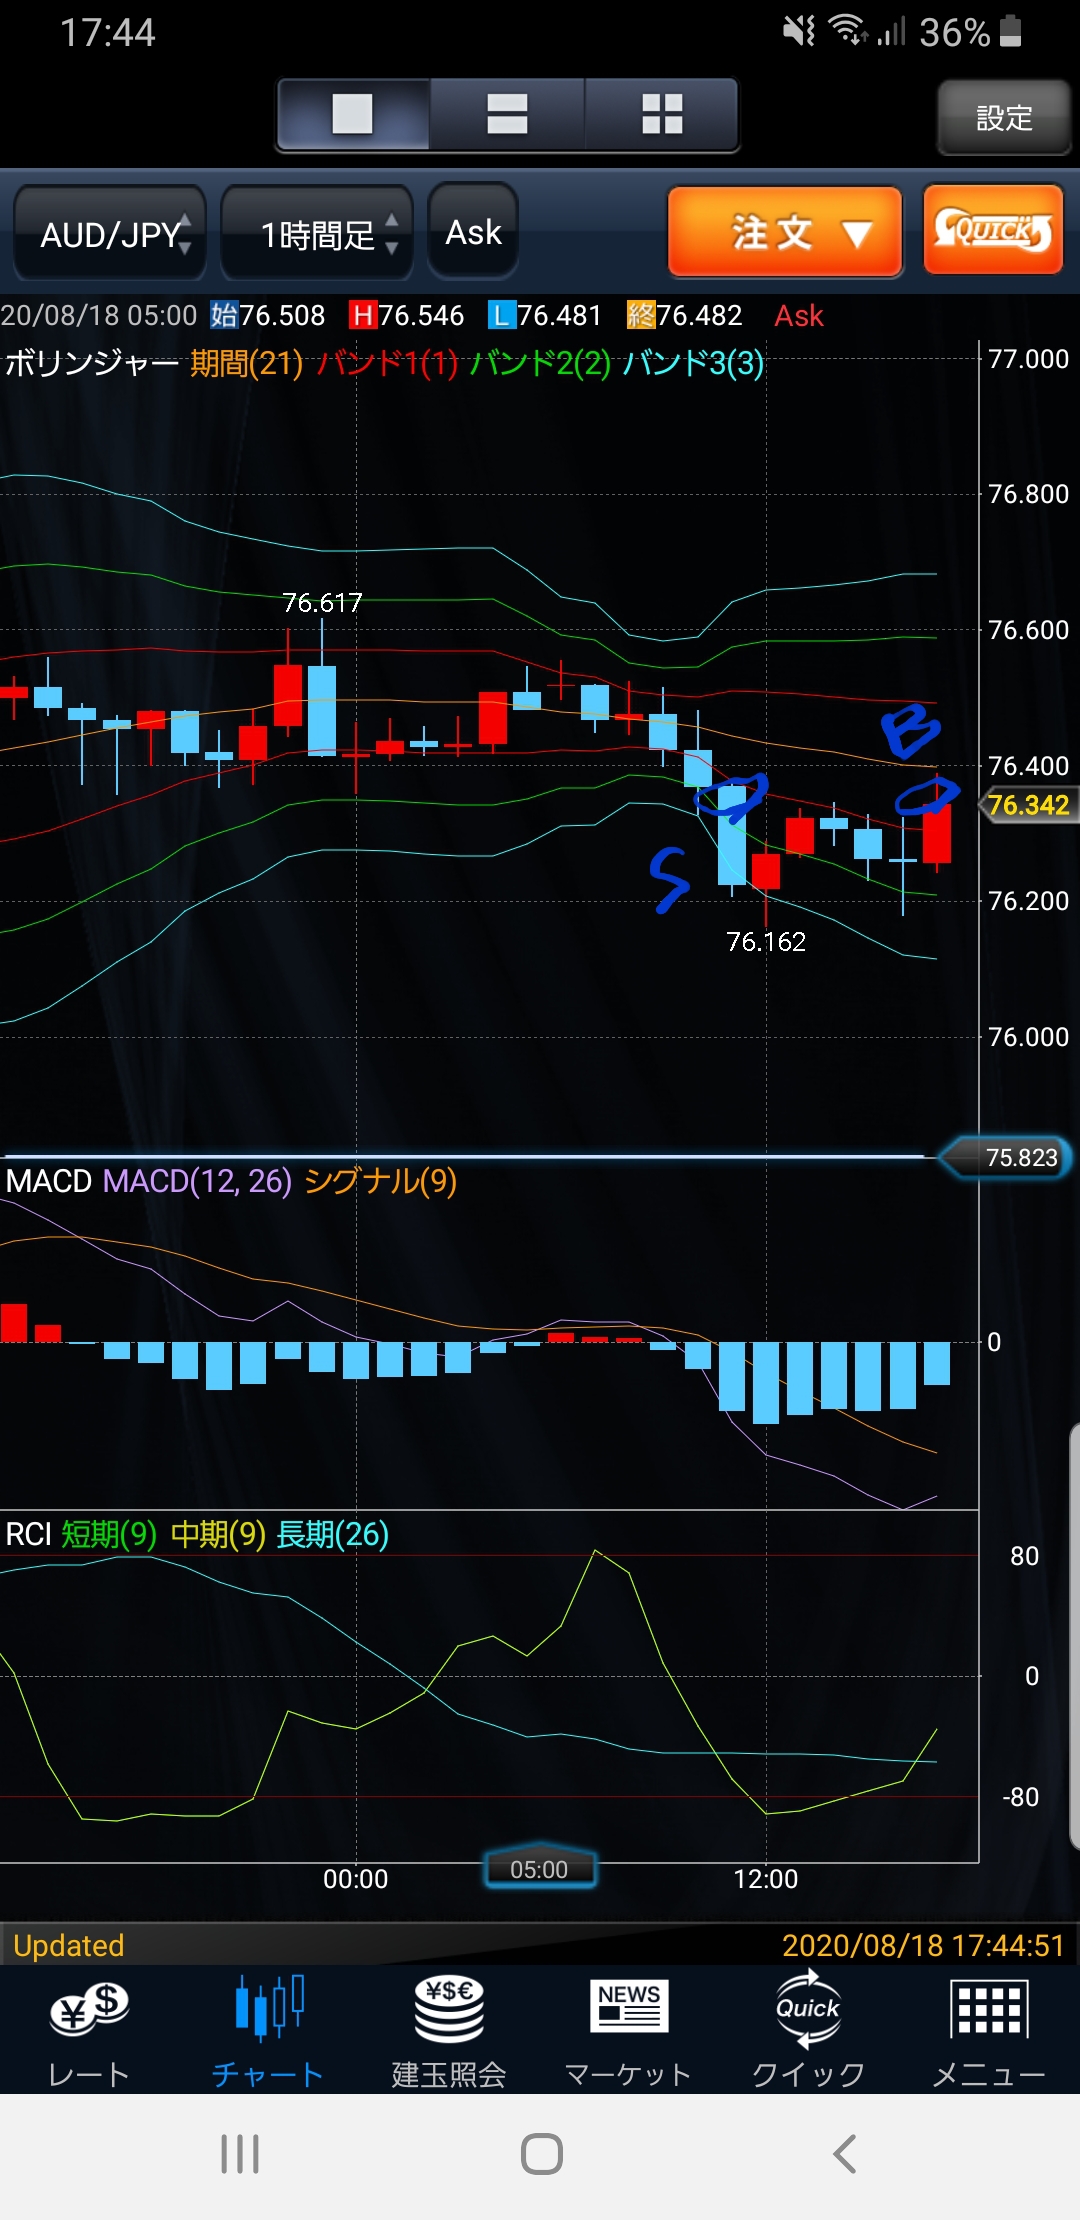 17:44 36%
設定
AUD/JPY 1時間足 Ask 注文 QUICK
20/08/18 05:00 始76.508 H76.546 L76.481 終76.482 Ask
ボリンジャー 期間(21) バンド1(1) バンド2(2) バンド3(3)
77.000
76.800
76.617
76.600
B
76.400
76.342
S
76.200
76.162
76.000
75.823
MACD MACD(12, 26) シグナル(9)
0
RCI 短期(9) 中期(9) 長期(26)
80
0
-80
00:00 05:00 12:00
Updated 2020/08/18 17:44:51
¥$ ¥$€ NEWS Quick
レート チャート 建玉照会 マーケット クイック メニュー